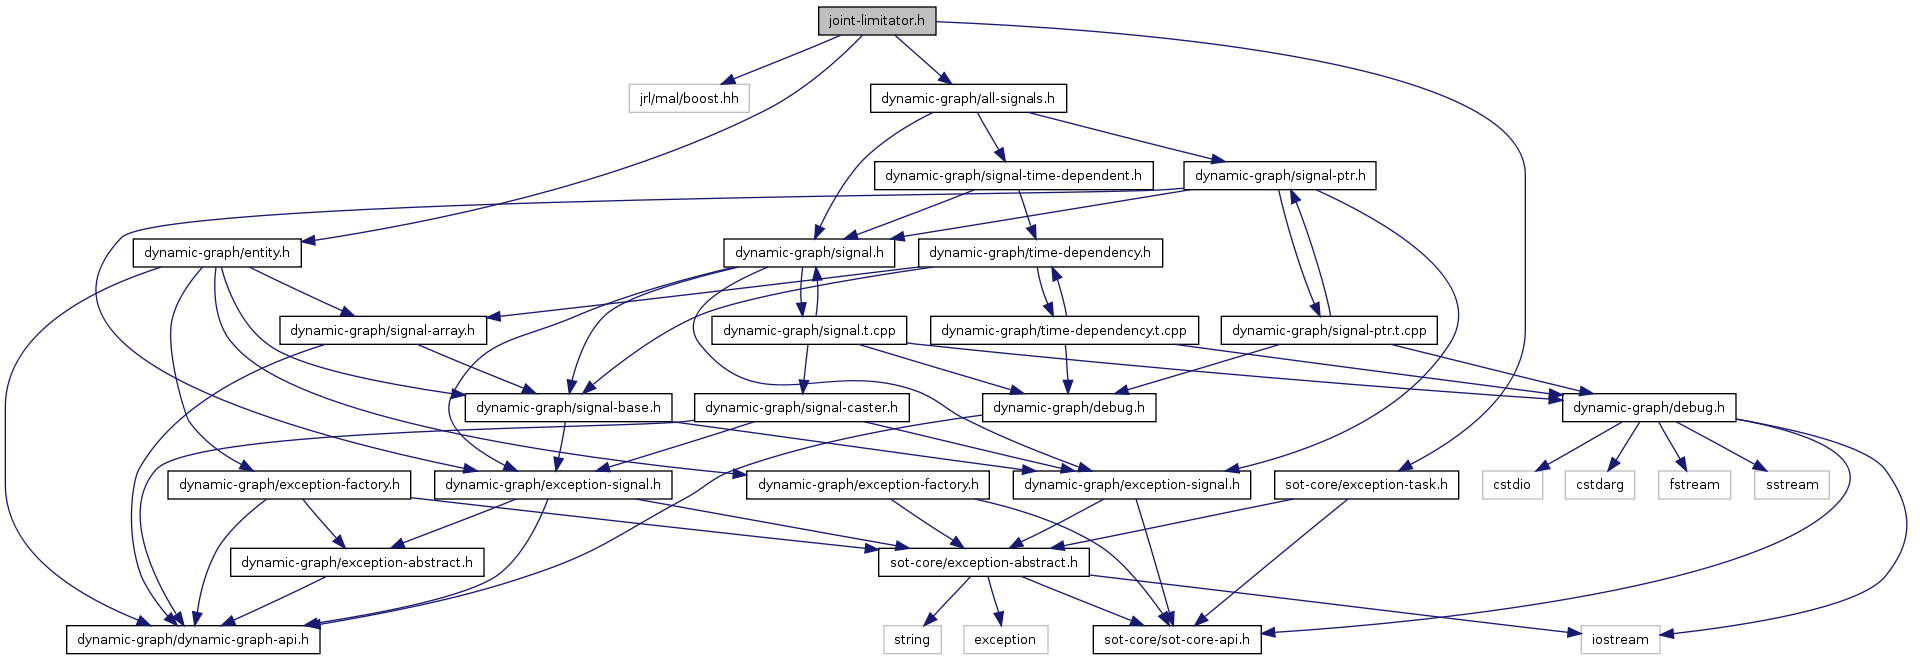 joint-limitator.h
jrl/mal/boost.hh
dynamic-graph/all-signals.h
dynamic-graph/signal-time-dependent.h
dynamic-graph/signal-ptr.h
dynamic-graph/entity.h
dynamic-graph/signal.h
dynamic-graph/time-dependency.h
dynamic-graph/signal-array.h
dynamic-graph/signal.t.cpp
dynamic-graph/time-dependency.t.cpp
dynamic-graph/signal-ptr.t.cpp
dynamic-graph/signal-base.h
dynamic-graph/signal-caster.h
dynamic-graph/debug.h
dynamic-graph/debug.h
dynamic-graph/exception-factory.h
dynamic-graph/exception-signal.h
dynamic-graph/exception-factory.h
dynamic-graph/exception-signal.h
sot-core/exception-task.h
cstdio
cstdarg
fstream
sstream
dynamic-graph/exception-abstract.h
sot-core/exception-abstract.h
dynamic-graph/dynamic-graph-api.h
string
exception
sot-core/sot-core-api.h
iostream